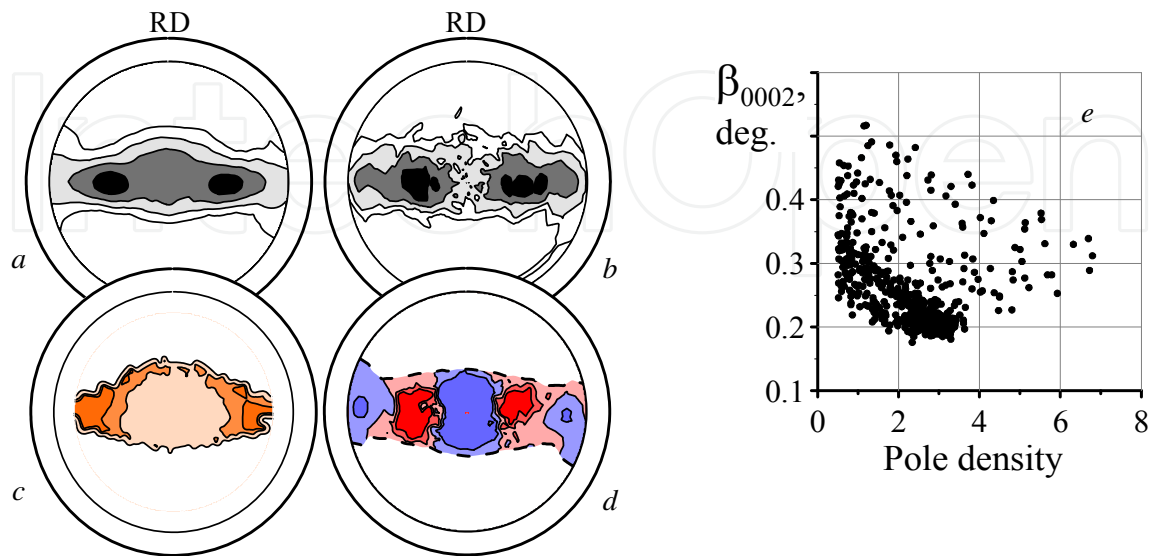 RD
RD
a
b
c
d
IntechOpen
β0002,
deg.
e
0.4
0.3
0.2
0.1
0
2
4
6
8
Pole density